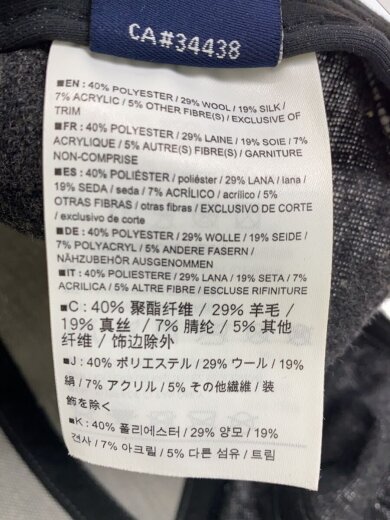 CA#34438
■EN : 40% POLYESTER / 29% WOOL / 19% SILK /
7% ACRYLIC / 5% OTHER FIBRE(S) / EXCLUSIVE OF
TRIM
■FR : 40% POLYESTER / 29% LAINE / 19% SOIE / 7%
ACRYLIQUE / 5% AUTRE(S) FIBRE(S) / GARNITURE
NON-COMPRISE
■ES : 40% POLIÉSTER / poliéster / 29% LANA / lana /
19% SEDA / seda / 7% ACRÍLICO / acrílico / 5%
OTRAS FIBRAS / otras fibras / EXCLUSIVO DE CORTE
/ exclusivo de corte
■DE : 40% POLYESTER / 29% WOLLE / 19% SEIDE /
7% POLYACRYL / 5% ANDERE FASERN /
NÄHZUBEHÖR AUSGENOMMEN
■IT : 40% POLIESTERE / 29% LANA / 19% SETA / 7%
ACRILICA / 5% ALTRE FIBRE / ESCLUSE RIFINITURE
■C : 40% 聚酯纤维 / 29% 羊毛 /
19% 真丝 / 7% 腈纶 / 5% 其他
纤维 / 饰边除外
■J : 40% ポリエステル / 29% ウール / 19%
絹 / 7% アクリル / 5% その他繊維 / 装
飾を除く
■K : 40% 폴리에스터 / 29% 양모 / 19%
견사 / 7% 아크릴 / 5% 다른 섬유 / 트림